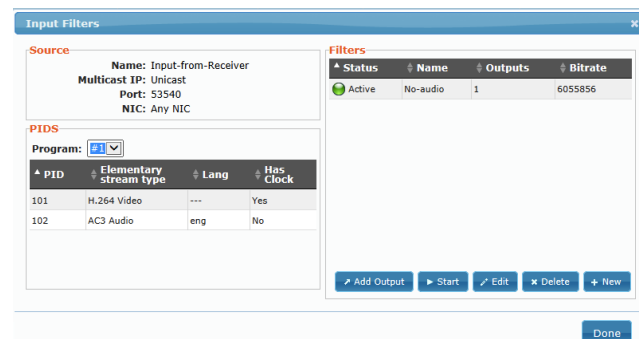 Input Filters
Source
Name: Input-from-Receiver
Multicast IP: Unicast
Port: 53540
NIC: Any NIC
PIDS
Program: #1
PID Elementary stream type Lang Has Clock
101 H.264 Video --- Yes
102 AC3 Audio eng No
Filters
Status Name Outputs Bitrate
Active No-audio 1 6055856
Add Output Start Edit Delete New
Done